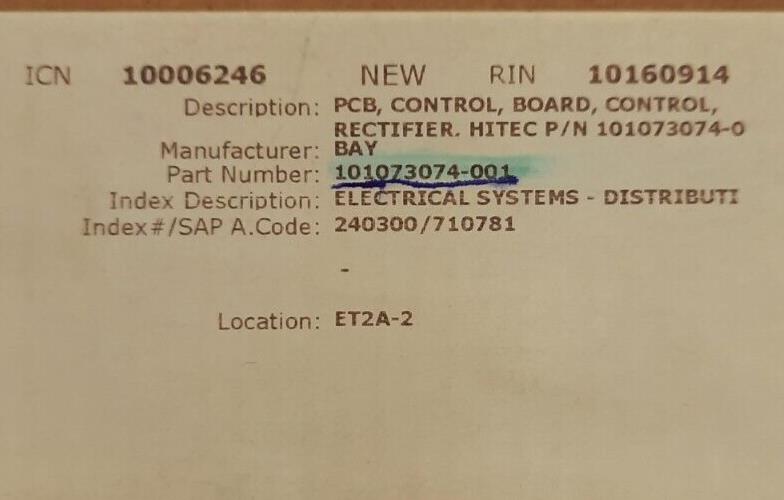 ICN 10006246 NEW RIN 10160914
Description: PCB, CONTROL, BOARD, CONTROL,
RECTIFIER. HITEC P/N 101073074-0
Manufacturer: BAY
Part Number: 101073074-001
Index Description: ELECTRICAL SYSTEMS - DISTRIBUTI
Index#/SAP A.Code: 240300/710781
-
Location: ET2A-2